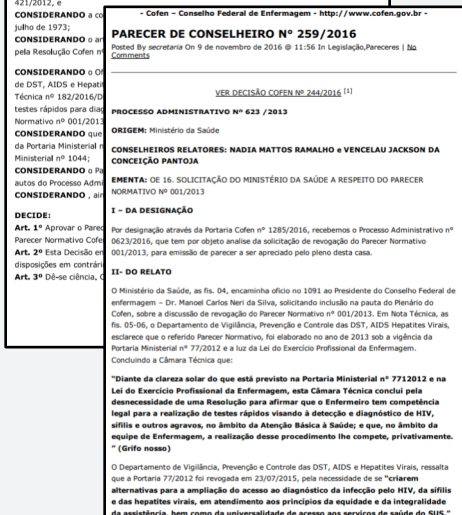 421/2012, e
CONSIDERANDO a co
julho de 1973;
CONSIDERANDO o ar
pela Resolução Cofen nº
CONSIDERANDO o Of
de DST, AIDS e Hepatit
Técnica nº 182/2016/D
testes rápidos para diag
Normativo nº 001/2013
CONSIDERANDO que
da Portaria Ministerial n
Ministerial nº 1044;
CONSIDERANDO o Pa
autos do Processo Admi
CONSIDERANDO , ain
DECIDE:
Art. 1º Aprovar o Parec
Parecer Normativo Cofe
Art. 2º Esta Decisão en
disposições em contrári
Art. 3º Dê-se ciência, C
- Cofen – Conselho Federal de Enfermagem - http://www.cofen.gov.br -
PARECER DE CONSELHEIRO N° 259/2016
Posted By secretaria On 9 de novembro de 2016 @ 11:56 In Legislação,Pareceres | No
Comments
VER DECISÃO COFEN Nº 244/2016 [1]
PROCESSO ADMINISTRATIVO Nº 623 /2013
ORIGEM: Ministério da Saúde
CONSELHEIROS RELATORES: NADIA MATTOS RAMALHO e VENCELAU JACKSON DA
CONCEIÇÃO PANTOJA
EMENTA: OE 16. SOLICITAÇÃO DO MINISTÉRIO DA SAÚDE A RESPEITO DO PARECER
NORMATIVO Nº 001/2013
I – DA DESIGNAÇÃO
Por designação através da Portaria Cofen nº 1285/2016, recebemos o Processo Administrativo nº
0623/2016, que tem por objeto analise da solicitação de revogação do Parecer Normativo
001/2013, para emissão de parecer a ser apreciado pelo pleno desta casa.
II- DO RELATO
O Ministério da Saúde, as fis. 04, encaminha oficio no 1091 ao Presidente do Conselho Federal de
enfermagem – Dr. Manoel Carlos Neri da Silva, solicitando inclusão na pauta do Plenário do
Cofen, sobre a discussão de revogação do Parecer Normativo nº 001/2013. Em Nota Técnica, as
fis. 05-06, o Departamento de Vigilância, Prevenção e Controle das DST, AIDS Hepatites Virais,
esclarece que o referido Parecer Normativo, foi elaborado no ano de 2013 sob a vigência da
Portaria Ministerial nº 77/2012 e a luz da Lei do Exercício Profissional da Enfermagem.
Concluindo a Câmara Técnica que:
"Diante da clareza solar do que está previsto na Portaria Ministerial nº 7712012 e na
Lei do Exercício Profissional da Enfermagem, esta Câmara Técnica conclui pela
desnecessidade de uma Resolução para afirmar que o Enfermeiro tem competência
legal para a realização de testes rápidos visando à detecção e diagnóstico de HIV,
sífilis e outros agravos, no âmbito da Atenção Básica à Saúde; e que, no âmbito da
equipe de Enfermagem, a realização desse procedimento lhe compete, privativamente.
" (Grifo nosso)
O Departamento de Vigilância, Prevenção e Controle das DST, AIDS e Hepatites Virais, ressalta
que a Portaria 77/2012 foi revogada em 23/07/2015, pela necessidade de se "criarem
alternativas para a ampliação do acesso ao diagnóstico da infecção pelo HIV, da sífilis
e das hepatites virais, em atendimento aos princípios da equidade e da integralidade
da assistência, bem como da universalidade de acesso aos serviços de saúde do SUS."